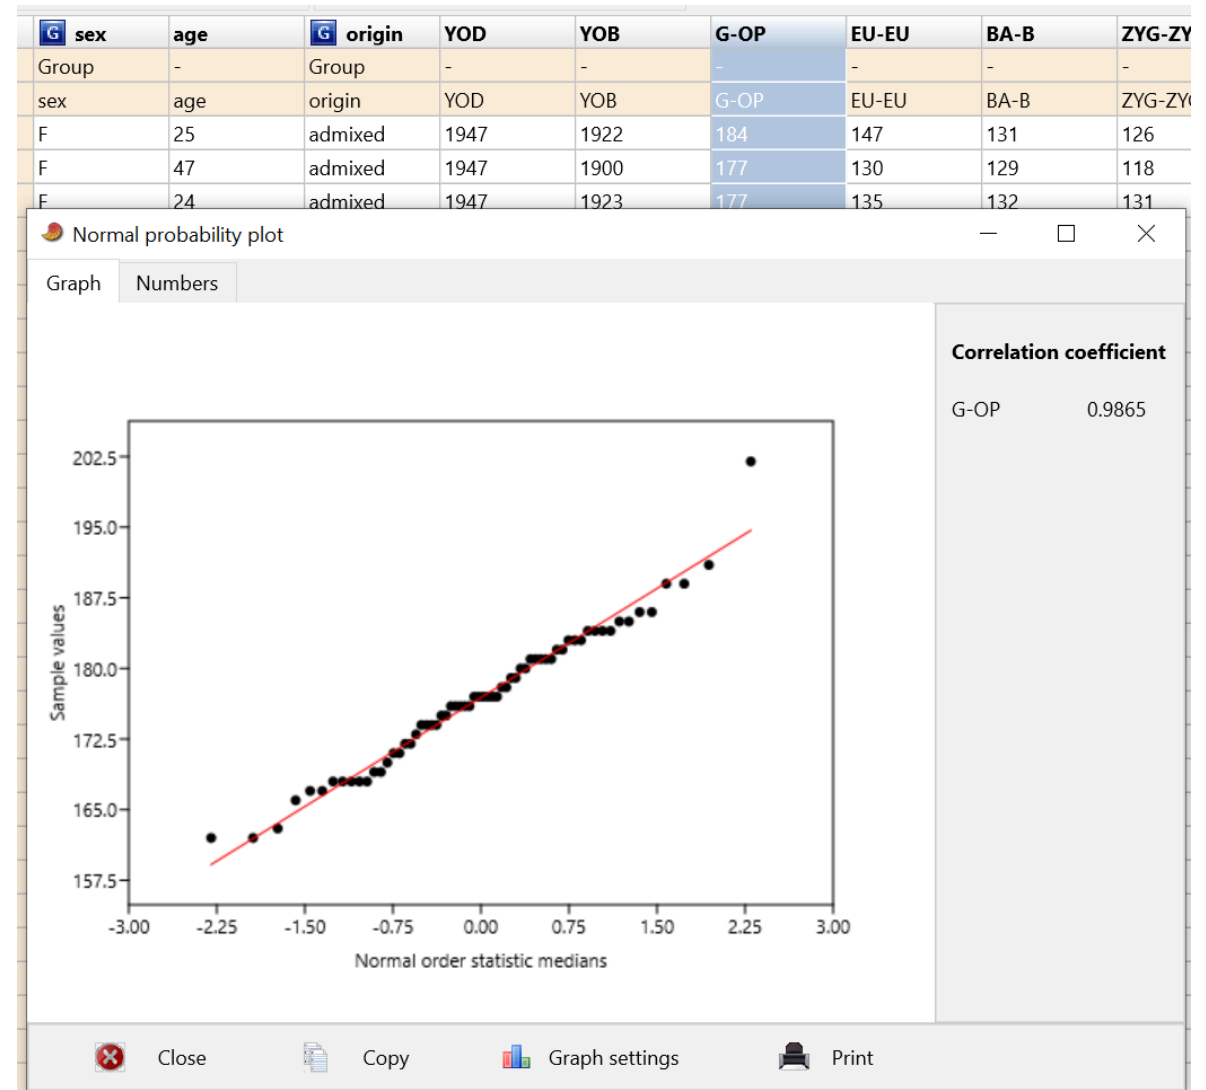 G sex age G origin YOD YOB G-OP EU-EU BA-B ZYG-ZY
Group - Group - - - - - -
sex age origin YOD YOB G-OP EU-EU BA-B ZYG-ZY
F 25 admixed 1947 1922 184 147 131 126
F 47 admixed 1947 1900 177 130 129 118
F 24 admixed 1947 1923 177 135 132 131
Normal probability plot
Graph Numbers
Correlation coefficient
G-OP 0.9865
202.5
195.0
187.5
180.0
172.5
165.0
157.5
Sample values
-3.00 -2.25 -1.50 -0.75 0.00 0.75 1.50 2.25 3.00
Normal order statistic medians
Close Copy Graph settings Print